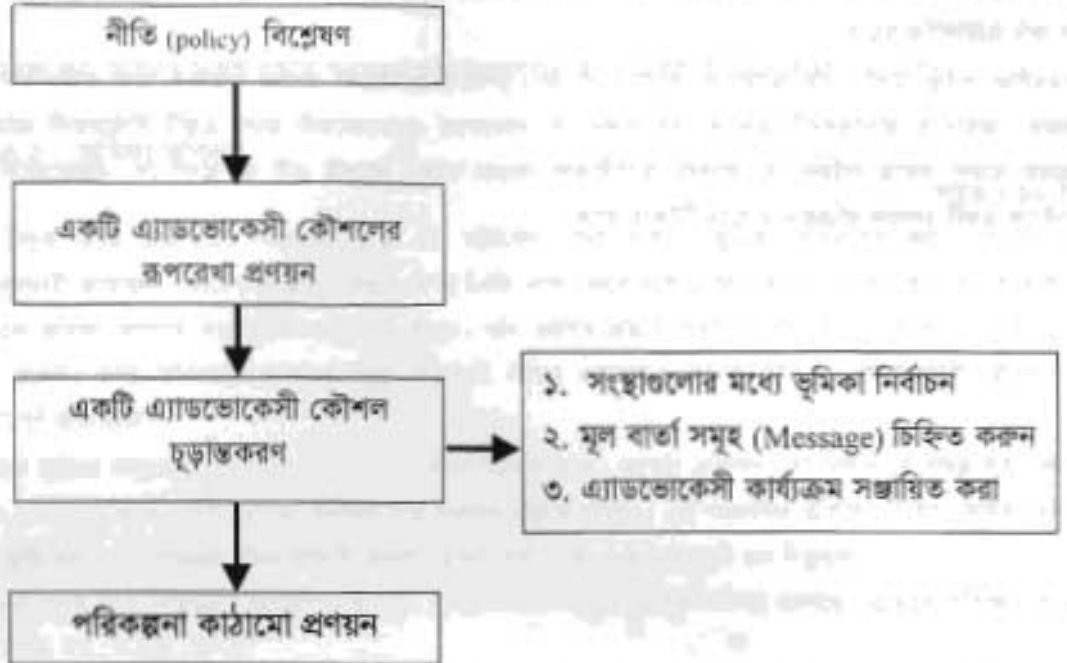 নীতি (policy) বিশ্লেষণ
একটি এ্যাডভোকেসী কৌশলের
রূপরেখা প্রণয়ন
একটি এ্যাডভোকেসী কৌশল
চূড়ান্তকরণ
১. সংস্থাগুলোর মধ্যে ভূমিকা নির্বাচন
২. মূল বার্তা সমূহ (Message) চিহ্নিত করুন
৩. এ্যাডভোকেসী কার্য্যক্রম সঞ্জায়িত করা
পরিকল্পনা কাঠামো প্রণয়ন